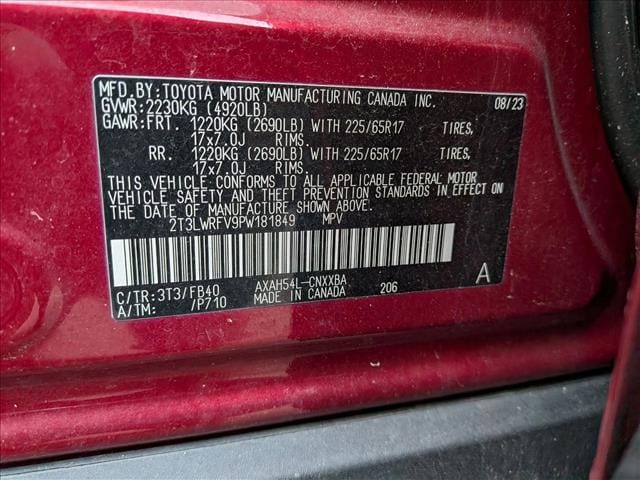 MFD.BY:TOYOTA MOTOR MANUFACTURING CANADA INC. 08/23
GVWR:2230KG (4920LB)
GAWR:FRT. 1220KG (2690LB) WITH 225/65R17 TIRES,
17x7.0J RIMS.
RR. 1220KG (2690LB) WITH 225/65R17 TIRES,
17x7.0J RIMS.
THIS VEHICLE CONFORMS TO ALL APPLICABLE FEDERAL MOTOR
VEHICLE SAFETY AND THEFT PREVENTION STANDARDS IN EFFECT ON
THE DATE OF MANUFACTURE SHOWN ABOVE.
2T3LWRFV9PW181849 MPV
C/TR:3T3/FB40 AXAH54L-CNXXBA A
A/TM: /P710 MADE IN CANADA 206